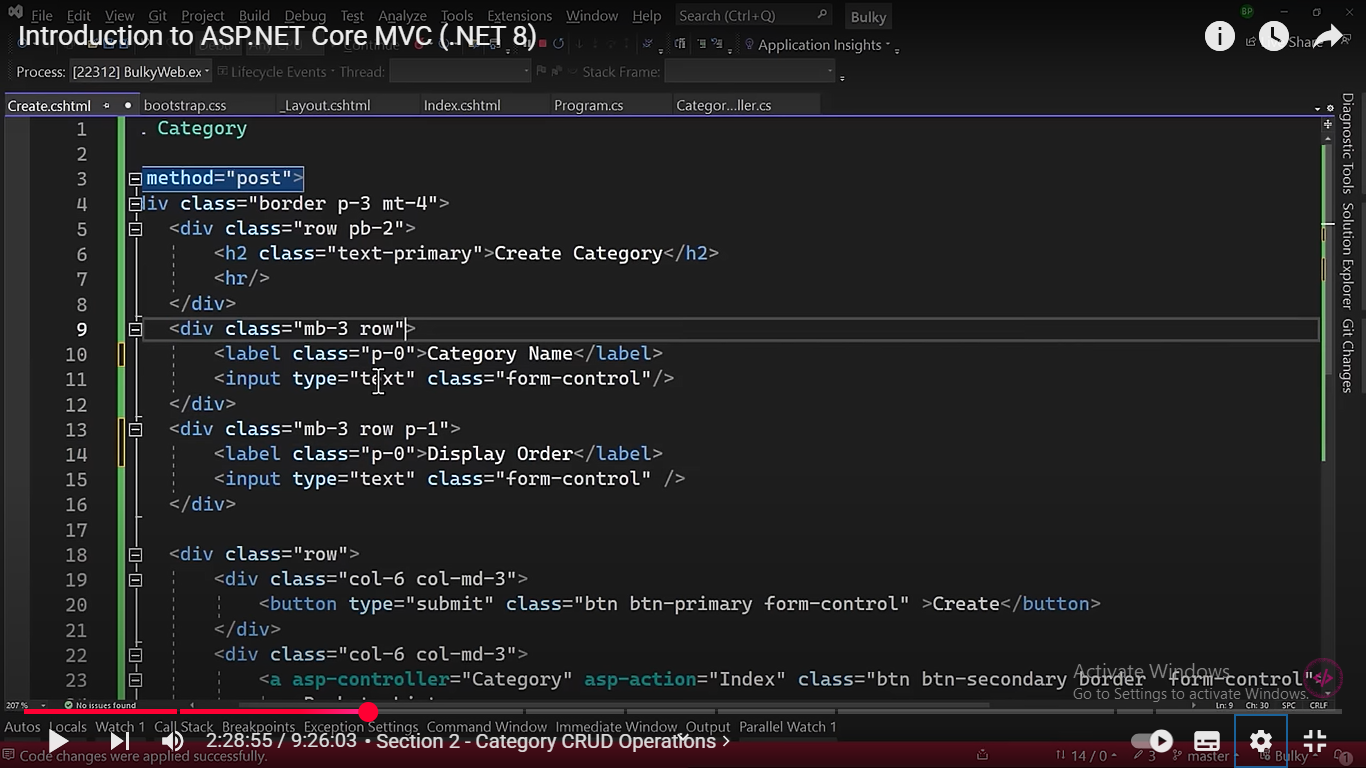 File Edit View Git Project Build Debug Test Analyze Tools Extensions Window Help Search (Ctrl+Q) Bulky BP
Introduction to ASP.NET Core MVC (.NET 8)
Application Insights
Share
Process: [22312] BulkyWeb.ex Lifecycle Events Thread: Stack Frame:
Create.cshtml bootstrap.css _Layout.cshtml Index.cshtml Program.cs Categor...ller.cs
1 . Category
2
3 method="post">
4 div class="border p-3 mt-4">
5 <div class="row pb-2">
6 <h2 class="text-primary">Create Category</h2>
7 <hr/>
8 </div>
9 <div class="mb-3 row">
10 <label class="p-0">Category Name</label>
11 <input type="text" class="form-control"/>
12 </div>
13 <div class="mb-3 row p-1">
14 <label class="p-0">Display Order</label>
15 <input type="text" class="form-control" />
16 </div>
17
18 <div class="row">
19 <div class="col-6 col-md-3">
20 <button type="submit" class="btn btn-primary form-control" >Create</button>
21 </div>
22 <div class="col-6 col-md-3">
23 <a asp-controller="Category" asp-action="Index" class="btn btn-secondary border form-control">
Diagnostic Tools
Solution Explorer
Git Changes
Activate Windows
Go to Settings to activate Windows.
207 % No issues found Ln: 9 Ch: 30 SPC CRLF
Autos Locals Watch 1 Call Stack Breakpoints Exception Settings Command Window Immediate Window Output Parallel Watch 1
2:28:55 / 9:26:03 • Section 2 - Category CRUD Operations >
Code changes were applied successfully. 14 / 0 3 master Bulky 1